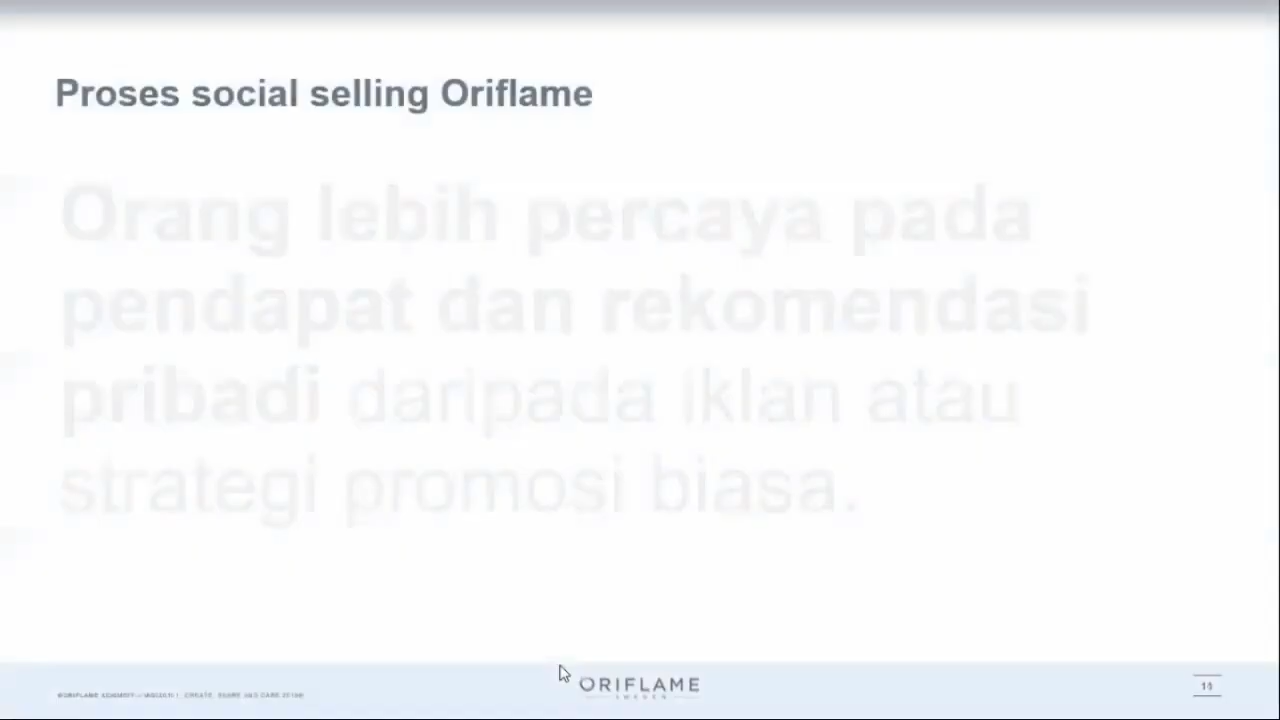 Proses social selling Oriflame
Orang lebih percaya pada
pendapat dan rekomendasi
pribadi daripada iklan atau
strategi promosi biasa.
ORIFLAME
SWEDEN